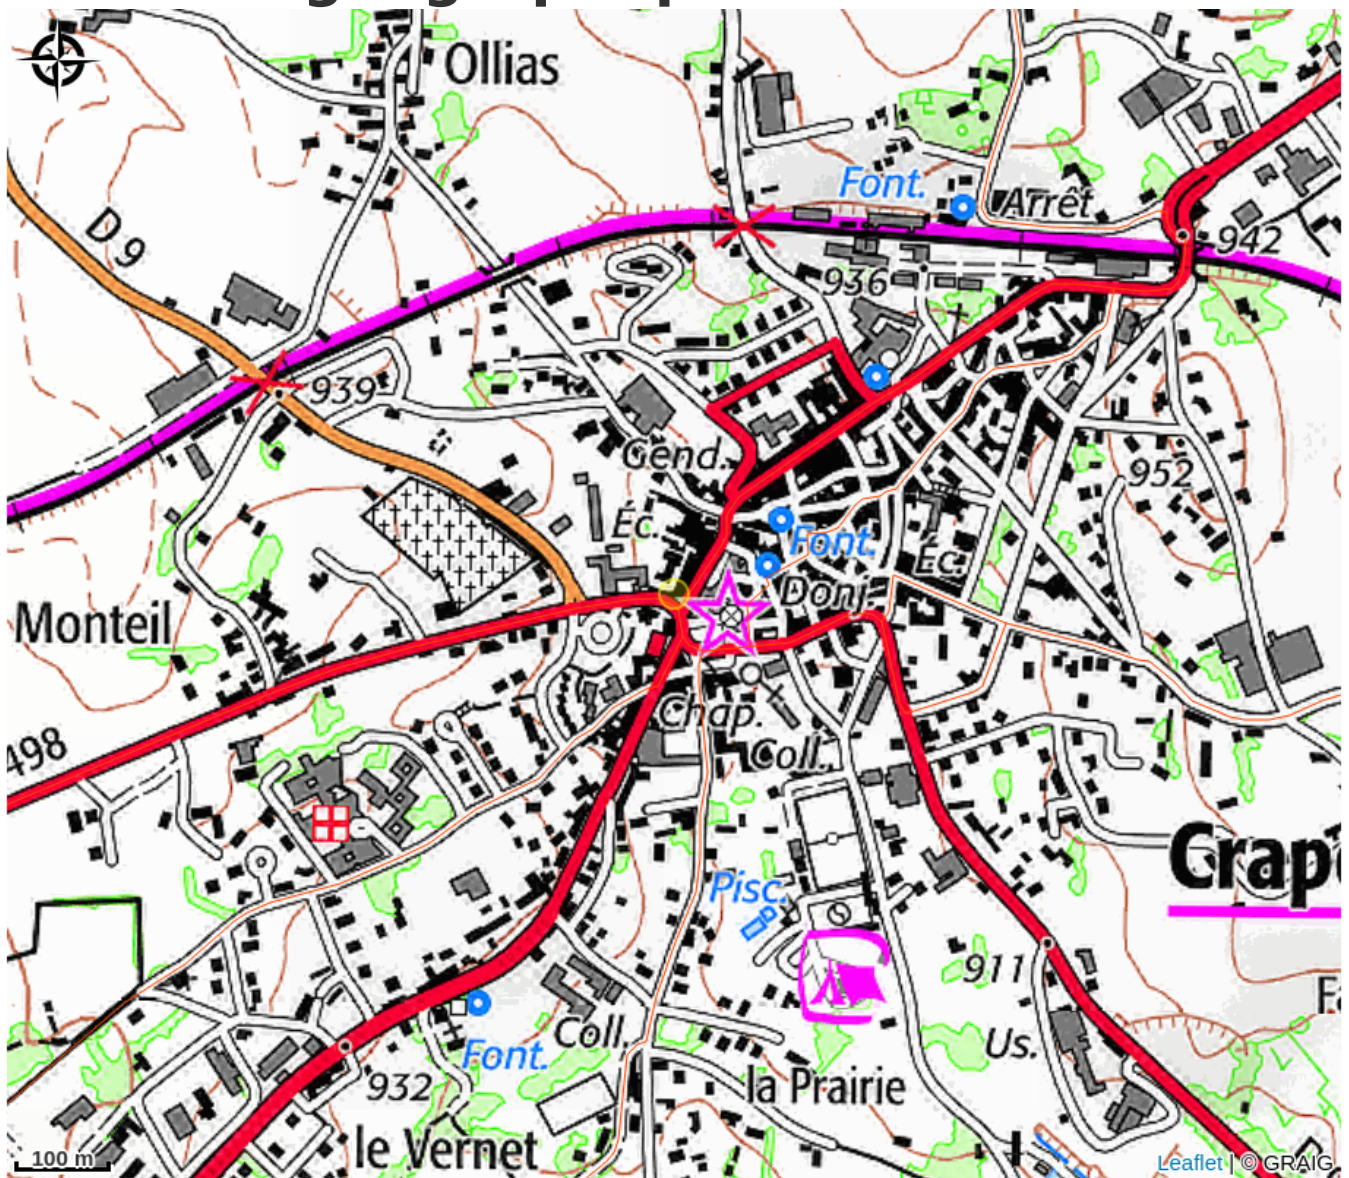 Ollias
Font.
Arrêt
D 9
942
936
939
Gend.
952
Éc.
Font.
Éc.
Donj.
Monteil
Chap.
498
Coll.
Crap
Pisc.
911
Coll.
Us.
Font.
932
la Prairie
le Vernet
100 m
Leaflet | © GRAIG